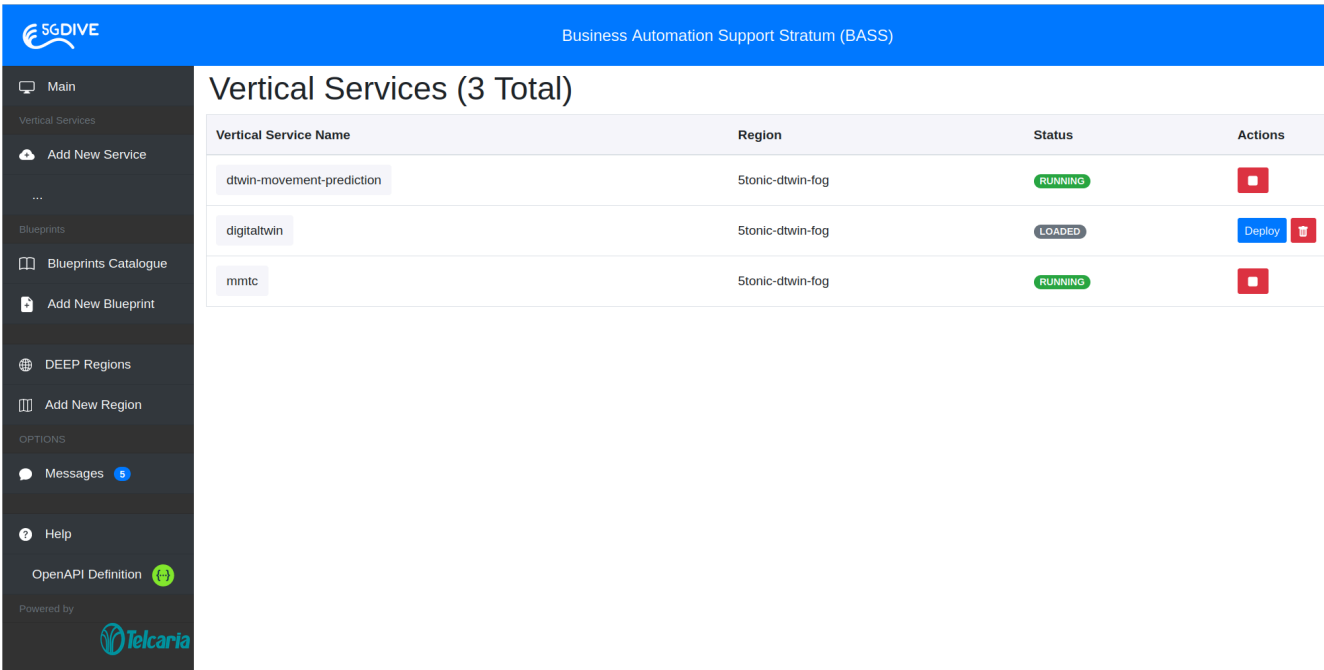 5GDIVE
Business Automation Support Stratum (BASS)
Main
Vertical Services
Add New Service
...
Blueprints
Blueprints Catalogue
Add New Blueprint
DEEP Regions
Add New Region
OPTIONS
Messages 5
Help
OpenAPI Definition {...}
Powered by
Telcaria
Vertical Services (3 Total)
Vertical Service Name Region Status Actions
dtwin-movement-prediction 5tonic-dtwin-fog RUNNING
digitaltwin 5tonic-dtwin-fog LOADED Deploy
mmtc 5tonic-dtwin-fog RUNNING